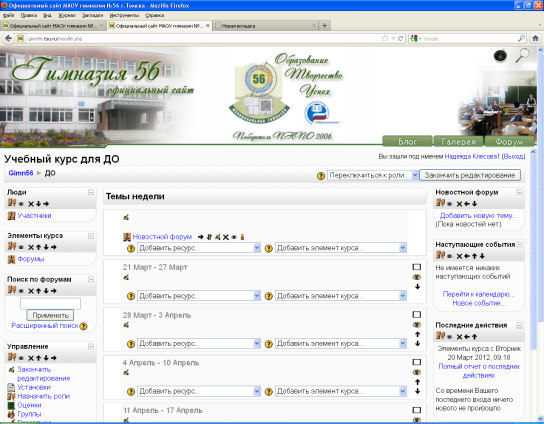 Официальный сайт МАОУ гимназии №56 г. Томска - Mozilla Firefox
Файл Правка Вид Журнал Закладки Инструменты Справка
Официальный сайт МАОУ гимназии №...
Официальный сайт МАОУ гимназии №5...
Новая вкладка
gimn56.tsu.ru/moodle.php
Google
Гимназия 56
официальный сайт
56
Образование
Творчество
Успех
Победитель ПНПО 2006
Блог
Галерея
Форум
Учебный курс для ДО
Вы зашли под именем Надежда Клесова1 (Выход)
Gimn56 ► ДО
Переключиться к роли...
Закончить редактирование
Люди
Участники
Элементы курса
Форумы
Поиск по форумам
Применить
Расширенный поиск
Управление
Закончить
редактирование
Установки
Назначить роли
Оценки
Группы
Темы недели
Новостной форум
Добавить ресурс...
Добавить элемент курса...
21 Март - 27 Март
Добавить ресурс...
Добавить элемент курса...
28 Март - 3 Апрель
Добавить ресурс...
Добавить элемент курса...
4 Апрель - 10 Апрель
Добавить ресурс...
Добавить элемент курса...
11 Апрель - 17 Апрель
Новостной форум
Добавить новую тему...
(Пока новостей нет)
Наступающие события
Не имеется никаких
наступающих событий
Перейти к календарю...
Новое событие...
Последние действия
Элементы курса с Вторник
20 Март 2012, 09:18
Полный отчет о последних
действиях
Со времени Вашего
последнего входа ничего
нового не произошло